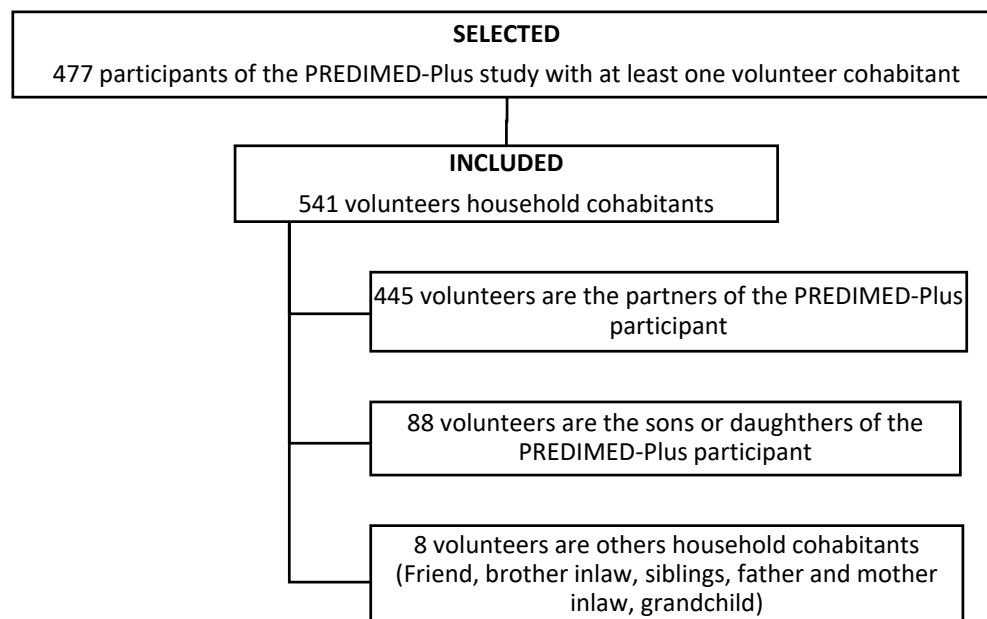 SELECTED
477 participants of the PREDIMED-Plus study with at least one volunteer cohabitant
INCLUDED
541 volunteers household cohabitants
445 volunteers are the partners of the PREDIMED-Plus
participant
88 volunteers are the sons or daughthers of the
PREDIMED-Plus participant
8 volunteers are others household cohabitants
(Friend, brother inlaw, siblings, father and mother
inlaw, grandchild)